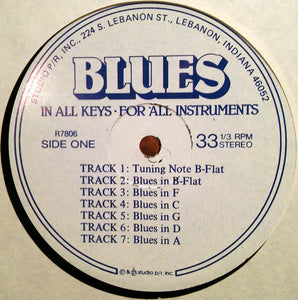 STUDIO P/R, INC., 224 S. LEBANON ST., LEBANON, INDIANA 46052
BLUES
IN ALL KEYS · FOR ALL INSTRUMENTS
R7806
SIDE ONE
33 1/3 RPM
STEREO
TRACK 1: Tuning Note B-Flat
TRACK 2: Blues in B-Flat
TRACK 3: Blues in F
TRACK 4: Blues in C
TRACK 5: Blues in G
TRACK 6: Blues in D
TRACK 7: Blues in A
studio p/r, inc.